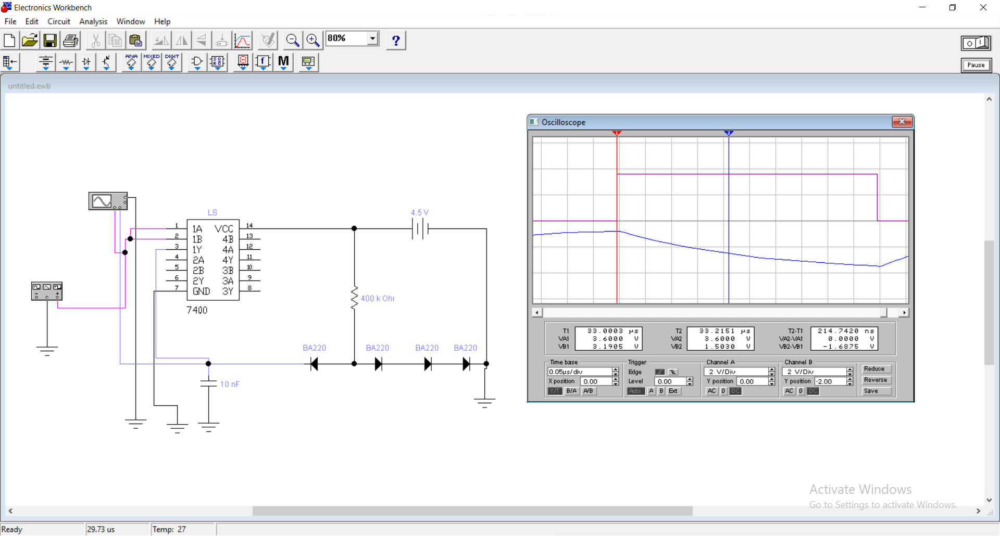 Electronics Workbench
File Edit Circuit Analysis Window Help
80%
?
ANA MIXED DIGIT
f M
Pause
untitled.ewb
Oscilloscope
1 2
4.5 V
LS
1 1A VCC 14
2 1B 4B 13
3 1Y 4A 12
4 2A 4Y 11
5 2B 3B 10
6 2Y 3A 9
7 GND 3Y 8
7400
400 k Ohı
BA220 BA220 BA220 BA220
10 nF
T1 33.0003 µs T2 33.2151 µs T2-T1 214.7420 ns
VA1 3.6000 V VA2 3.6000 V VA2-VA1 0.0000 V
VB1 3.1905 V VB2 1.5030 V VB2-VB1 -1.6875 V
Time base Trigger Channel A Channel B
0.05µs/div Edge 2 V/Div 2 V/Div Reduce
X position 0.00 Level 0.00 Y position 0.00 Y position -2.00 Reverse
Y/T B/A A/B Auto A B Ext AC 0 DC AC 0 DC Save
Activate Windows
Go to Settings to activate Windows.
Ready 29.73 us Temp: 27